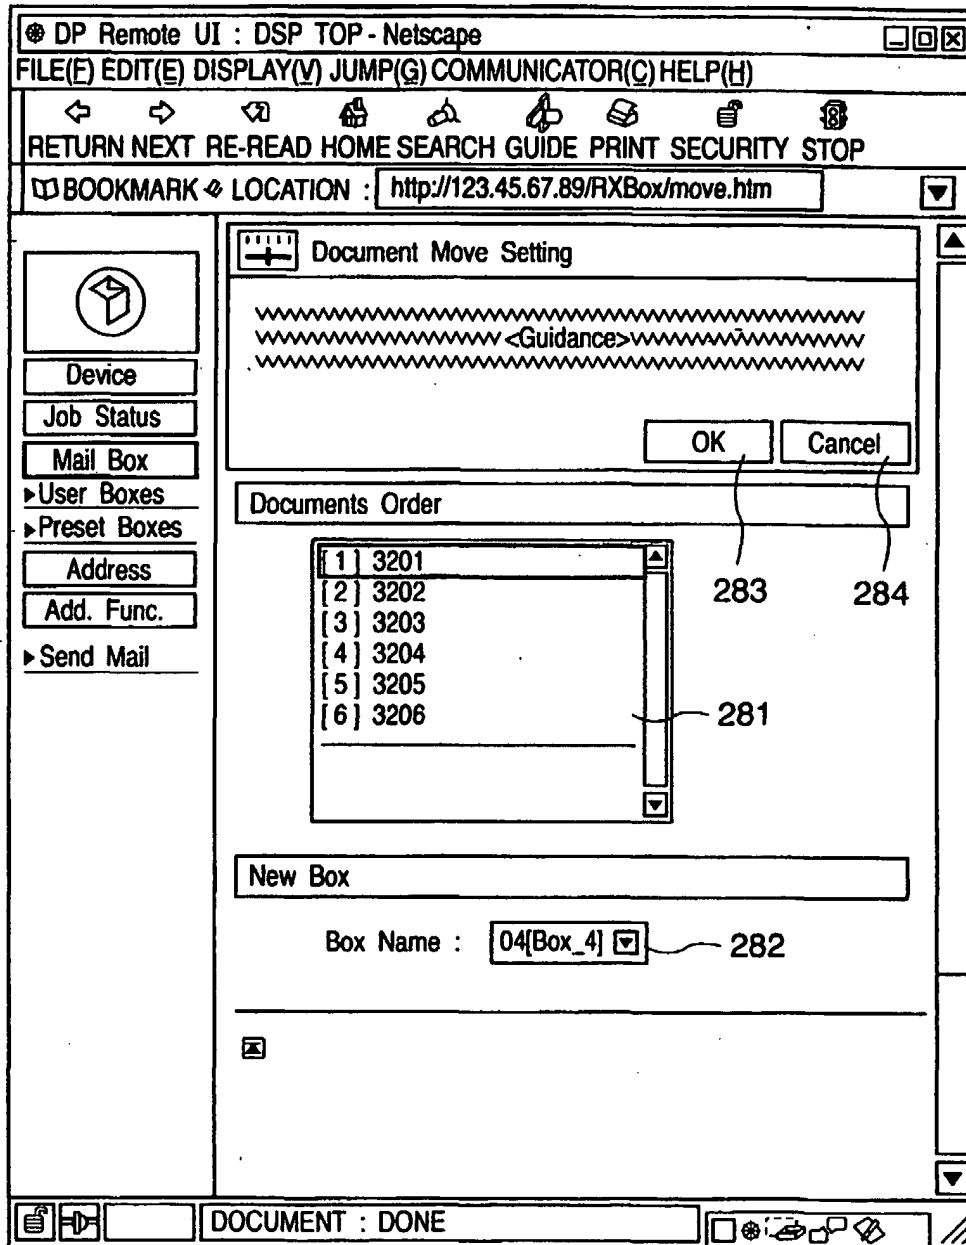 DP Remote UI : DSP TOP - Netscape
FILE(F) EDIT(E) DISPLAY(V) JUMP(G) COMMUNICATOR(C) HELP(H)
RETURN NEXT RE-READ HOME SEARCH GUIDE PRINT SECURITY STOP
BOOKMARK LOCATION : http://123.45.67.89/RXBox/move.htm
Document Move Setting
<Guidance>
OK Cancel
283 284
Device
Job Status
Mail Box
▸User Boxes
▸Preset Boxes
Address
Add. Func.
▸Send Mail
Documents Order
[1] 3201
[2] 3202
[3] 3203
[4] 3204
[5] 3205
[6] 3206
281
New Box
Box Name : 04[Box_4] 282
DOCUMENT : DONE